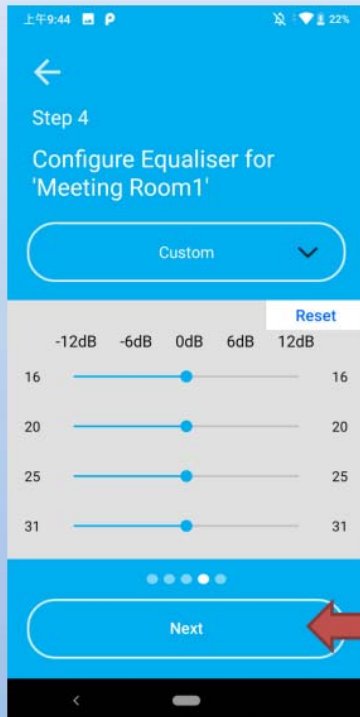 上午9:44 22%
Step 4
Configure Equaliser for
'Meeting Room1'
Custom
Reset
-12dB -6dB 0dB 6dB 12dB
16 16
20 20
25 25
31 31
Next